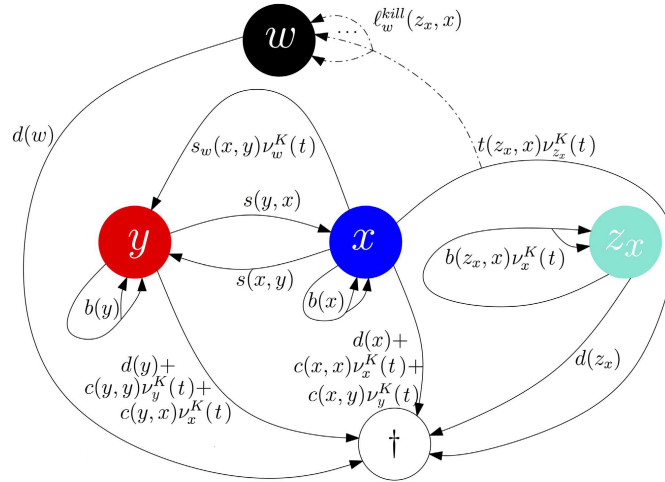 w
...
ℓ_w^{kill}(z_x, x)
d(w)
s_w(x, y)ν_w^K(t)
t(z_x, x)ν_{z_x}^K(t)
s(y, x)
y
x
z_x
b(z_x, x)ν_x^K(t)
s(x, y)
b(y)
b(x)
d(y)+
c(y, y)ν_y^K(t)+
c(y, x)ν_x^K(t)
d(x)+
c(x, x)ν_x^K(t)+
c(x, y)ν_y^K(t)
d(z_x)
†